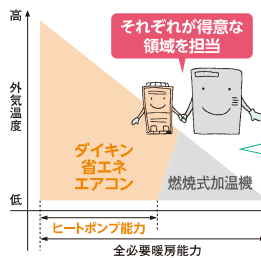 高
それぞれが得意な
領域を担当
外気温度
ダイキン
省エネ
エアコン
燃焼式加温機
低
ヒートポンプ能力
全必要暖房能力